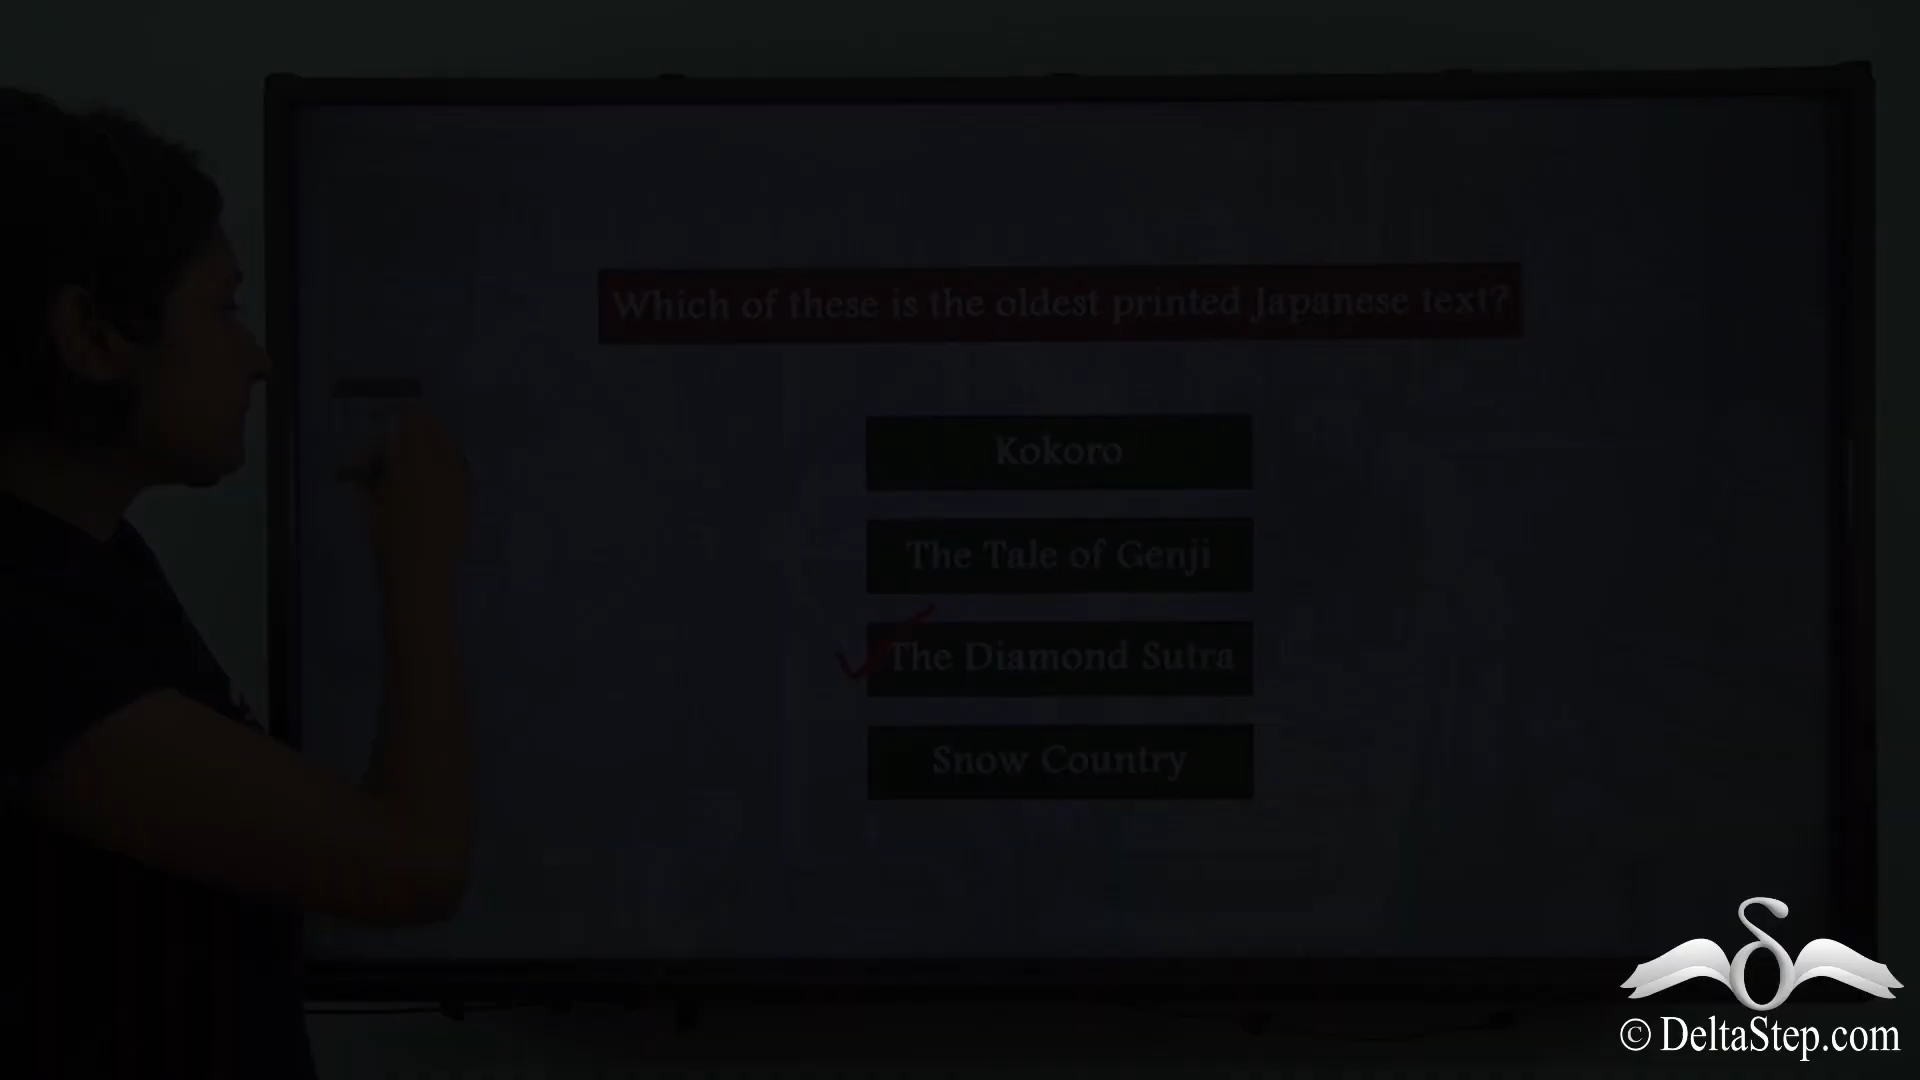 Which of these is the oldest printed Japanese text?
Kokoro
The Tale of Genji
The Diamond Sutra
Snow Country
© DeltaStep.com